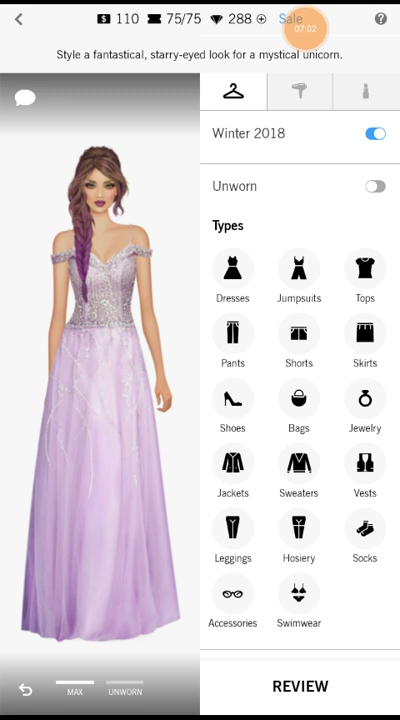 110 75/75 288 Sale
07:02
Style a fantastical, starry-eyed look for a mystical unicorn.
Winter 2018
Unworn
Types
Dresses Jumpsuits Tops
Pants Shorts Skirts
Shoes Bags Jewelry
Jackets Sweaters Vests
Leggings Hosiery Socks
Accessories Swimwear
MAX UNWORN
REVIEW